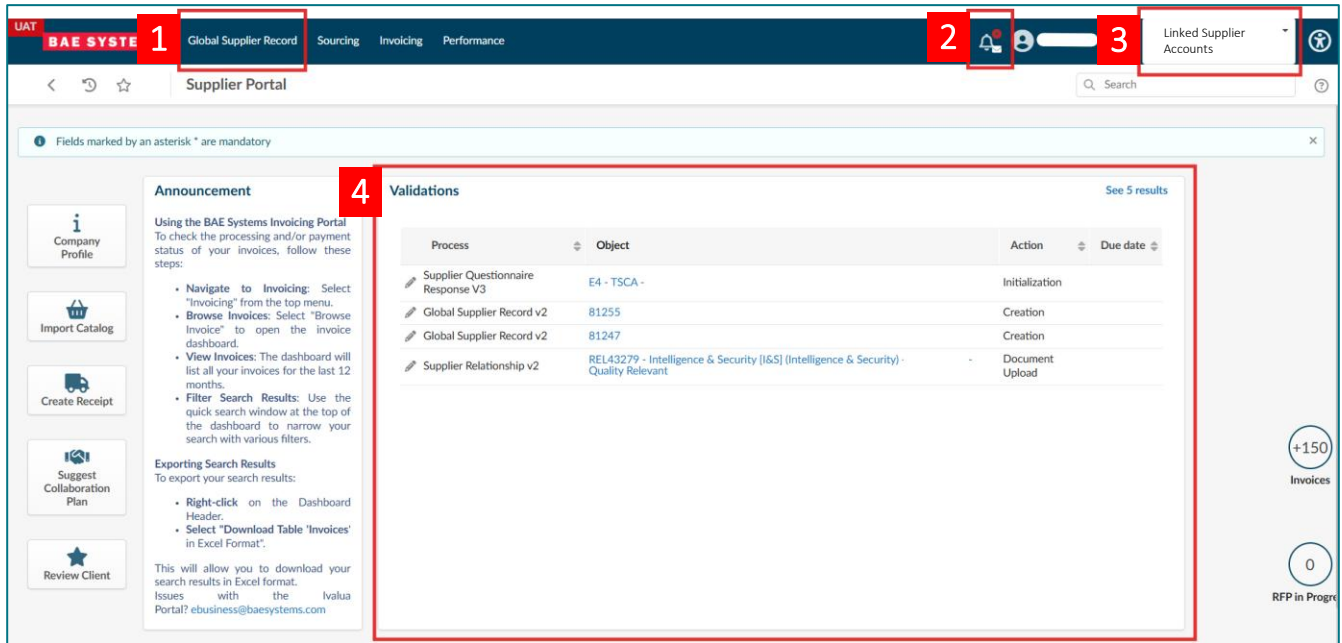 UAT
BAE SYSTE
1
Global Supplier Record
Sourcing
Invoicing
Performance
2
3
Linked Supplier
Accounts
Supplier Portal
Search
Fields marked by an asterisk * are mandatory
Company
Profile
Import Catalog
Create Receipt
Suggest
Collaboration
Plan
Review Client
Announcement
Using the BAE Systems Invoicing Portal
To check the processing and/or payment
status of your invoices, follow these
steps:
• Navigate to Invoicing: Select
"Invoicing" from the top menu.
• Browse Invoices: Select "Browse
Invoice" to open the invoice
dashboard.
• View Invoices: The dashboard will
list all your invoices for the last 12
months.
• Filter Search Results: Use the
quick search window at the top of
the dashboard to narrow your
search with various filters.
Exporting Search Results
To export your search results:
• Right-click on the Dashboard
Header.
• Select "Download Table 'Invoices'
in Excel Format".
This will allow you to download your
search results in Excel format.
Issues with the Ivalua
Portal? ebusiness@baesystems.com
4
Validations
See 5 results
Process
Object
Action
Due date
Supplier Questionnaire
Response V3
E4 - TSCA -
Initialization
Global Supplier Record v2
81255
Creation
Global Supplier Record v2
81247
Creation
Supplier Relationship v2
REL43279 - Intelligence & Security [I&S] (Intelligence & Security) - -
Quality Relevant
Document
Upload
+150
Invoices
0
RFP in Progre